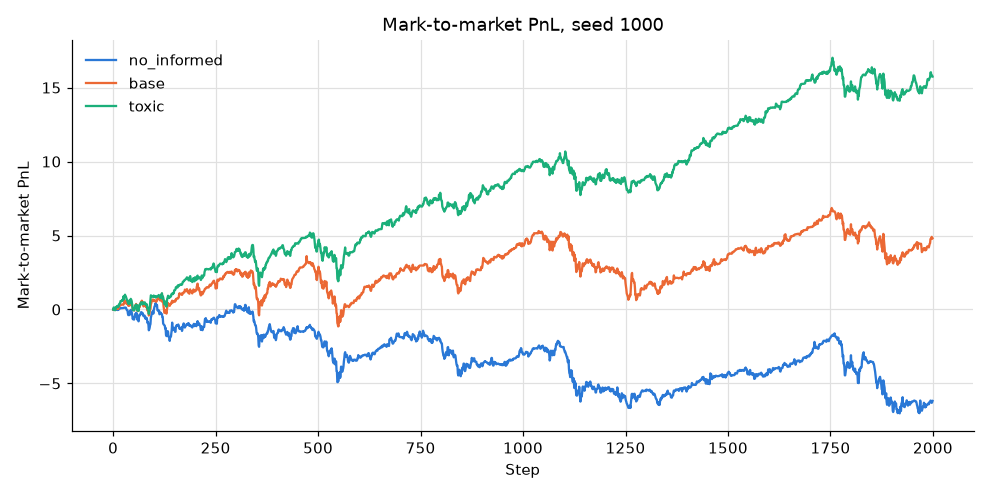 Mark-to-market PnL, seed 1000
no_informed
base
toxic
Mark-to-market PnL
15
10
5
0
−5
0 250 500 750 1000 1250 1500 1750 2000
Step